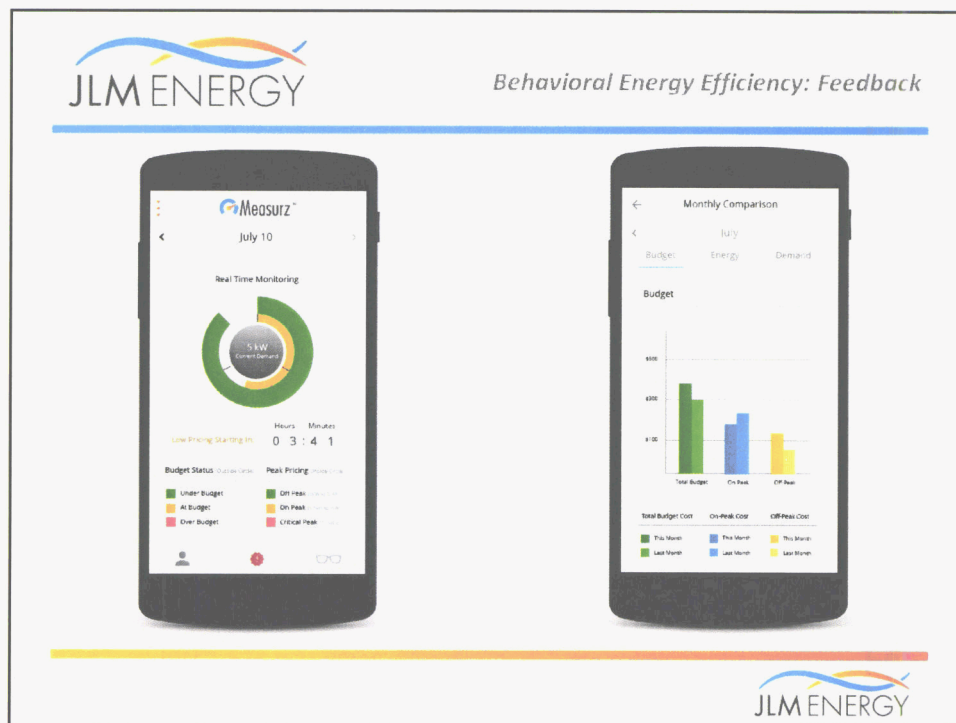 JLM ENERGY
Behavioral Energy Efficiency: Feedback
Measurz™
July 10
Real Time Monitoring
5 kW
Current Demand
Hours Minutes
Low Pricing Starting In: 0 3 : 4 1
Budget Status Peak Pricing
Under Budget Off Peak
At Budget On Peak
Over Budget Critical Peak
Monthly Comparison
July
Budget Energy Demand
Budget
$100
Total Budget On Peak Off Peak
Total Budget Cost On-Peak Cost Off-Peak Cost
This Month This Month This Month
Last Month Last Month Last Month
JLM ENERGY